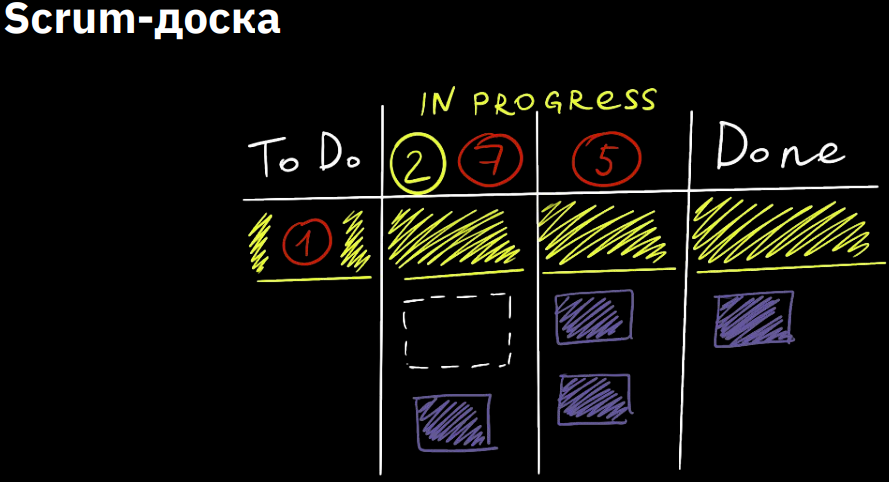 Scrum-доска
IN PROGRESS
To Do 2 7 5 Done
1